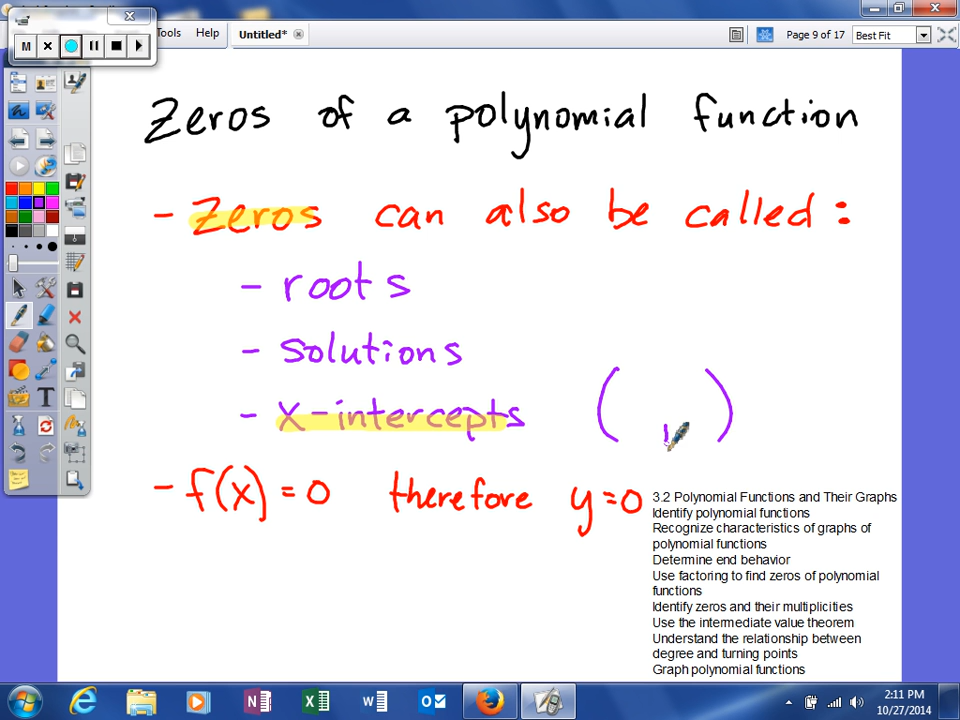 Tools Help Untitled* Page 9 of 17 Best Fit
M
Zeros of a polynomial function
- Zeros can also be called:
- roots
- solutions
- x-intercepts ( , )
- f(x) = 0 therefore y = 0
3.2 Polynomial Functions and Their Graphs
Identify polynomial functions
Recognize characteristics of graphs of
polynomial functions
Determine end behavior
Use factoring to find zeros of polynomial
functions
Identify zeros and their multiplicities
Use the intermediate value theorem
Understand the relationship between
degree and turning points
Graph polynomial functions
2:11 PM
10/27/2014